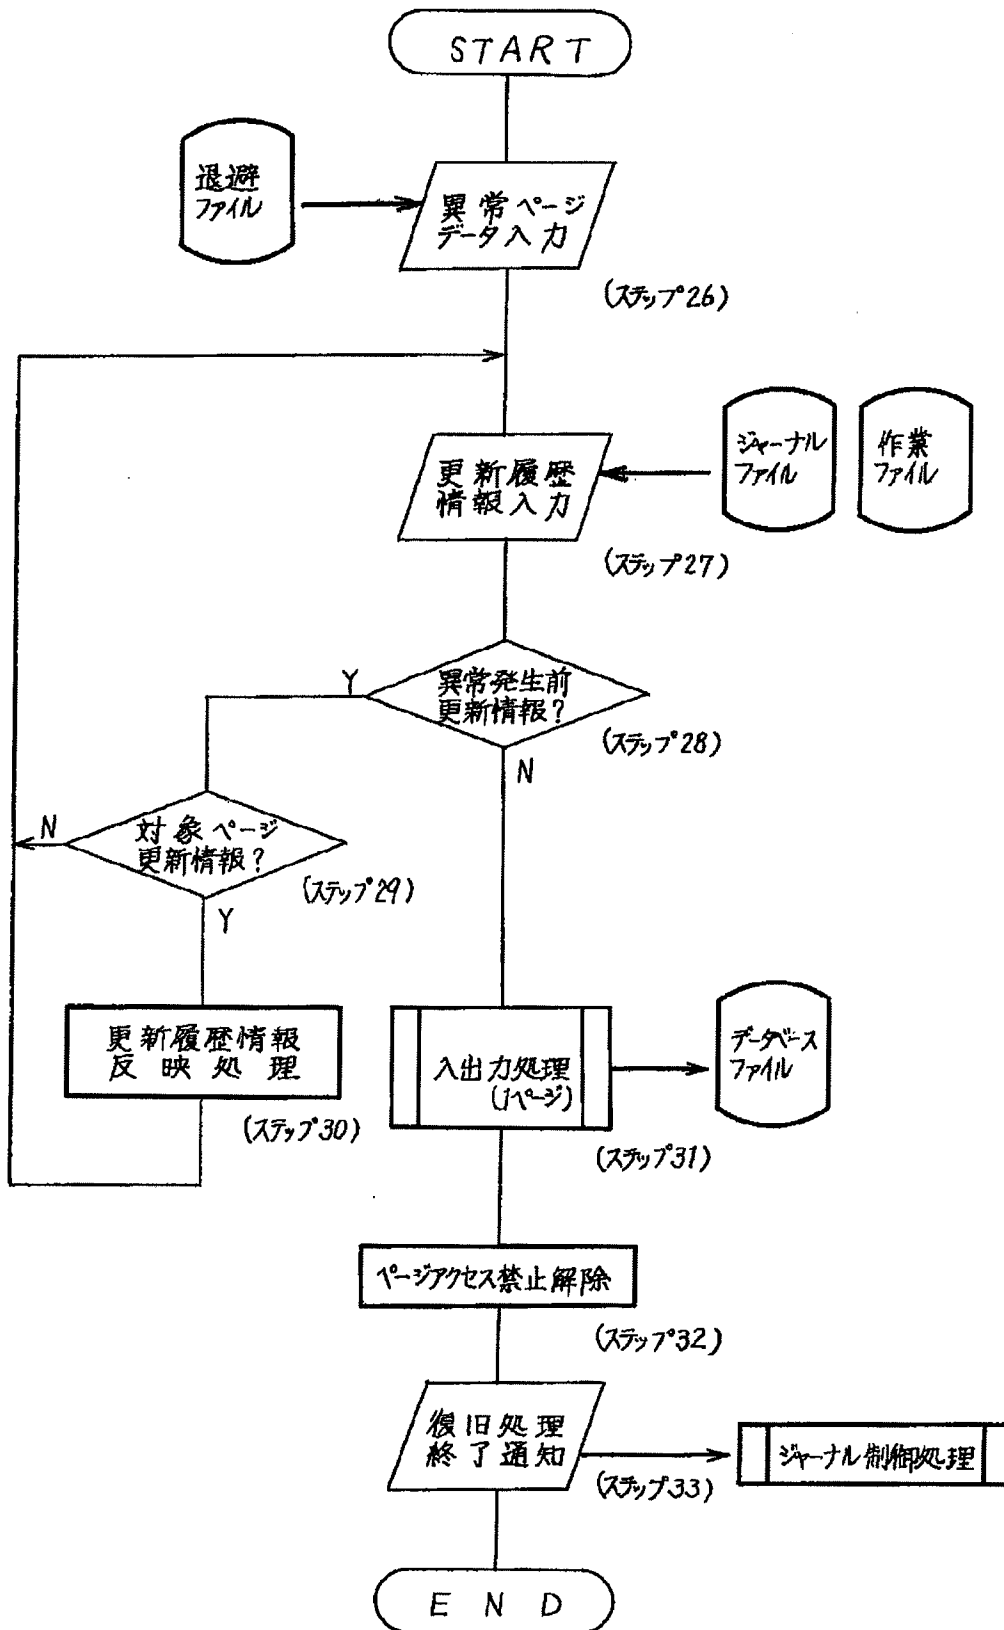 START
退避
ファイル
異常ページ
データ入力
(ステップ26)
ジャーナル
ファイル
作業
ファイル
更新履歴
情報入力
(ステップ27)
異常発生前
更新情報?
Y
(ステップ28)
N
対象ページ
更新情報?
N
(ステップ29)
Y
更新履歴情報
反映処理
(ステップ30)
入出力処理
(1ページ)
データベース
ファイル
(ステップ31)
ページアクセス禁止解除
(ステップ32)
復旧処理
終了通知
ジャーナル制御処理
(ステップ33)
END